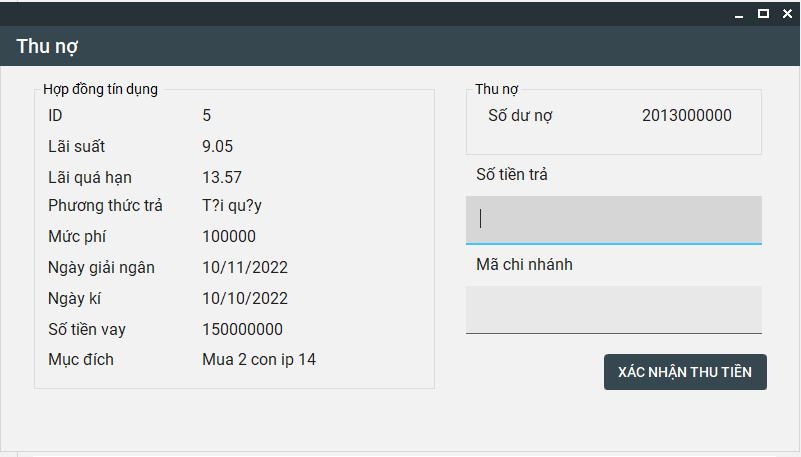 Thu nợ
Hợp đồng tín dụng
ID 5
Lãi suất 9.05
Lãi quá hạn 13.57
Phương thức trả T?i qu?y
Mức phí 100000
Ngày giải ngân 10/11/2022
Ngày kí 10/10/2022
Số tiền vay 150000000
Mục đích Mua 2 con ip 14
Thu nợ
Số dư nợ 2013000000
Số tiền trả
Mã chi nhánh
XÁC NHẬN THU TIỀN